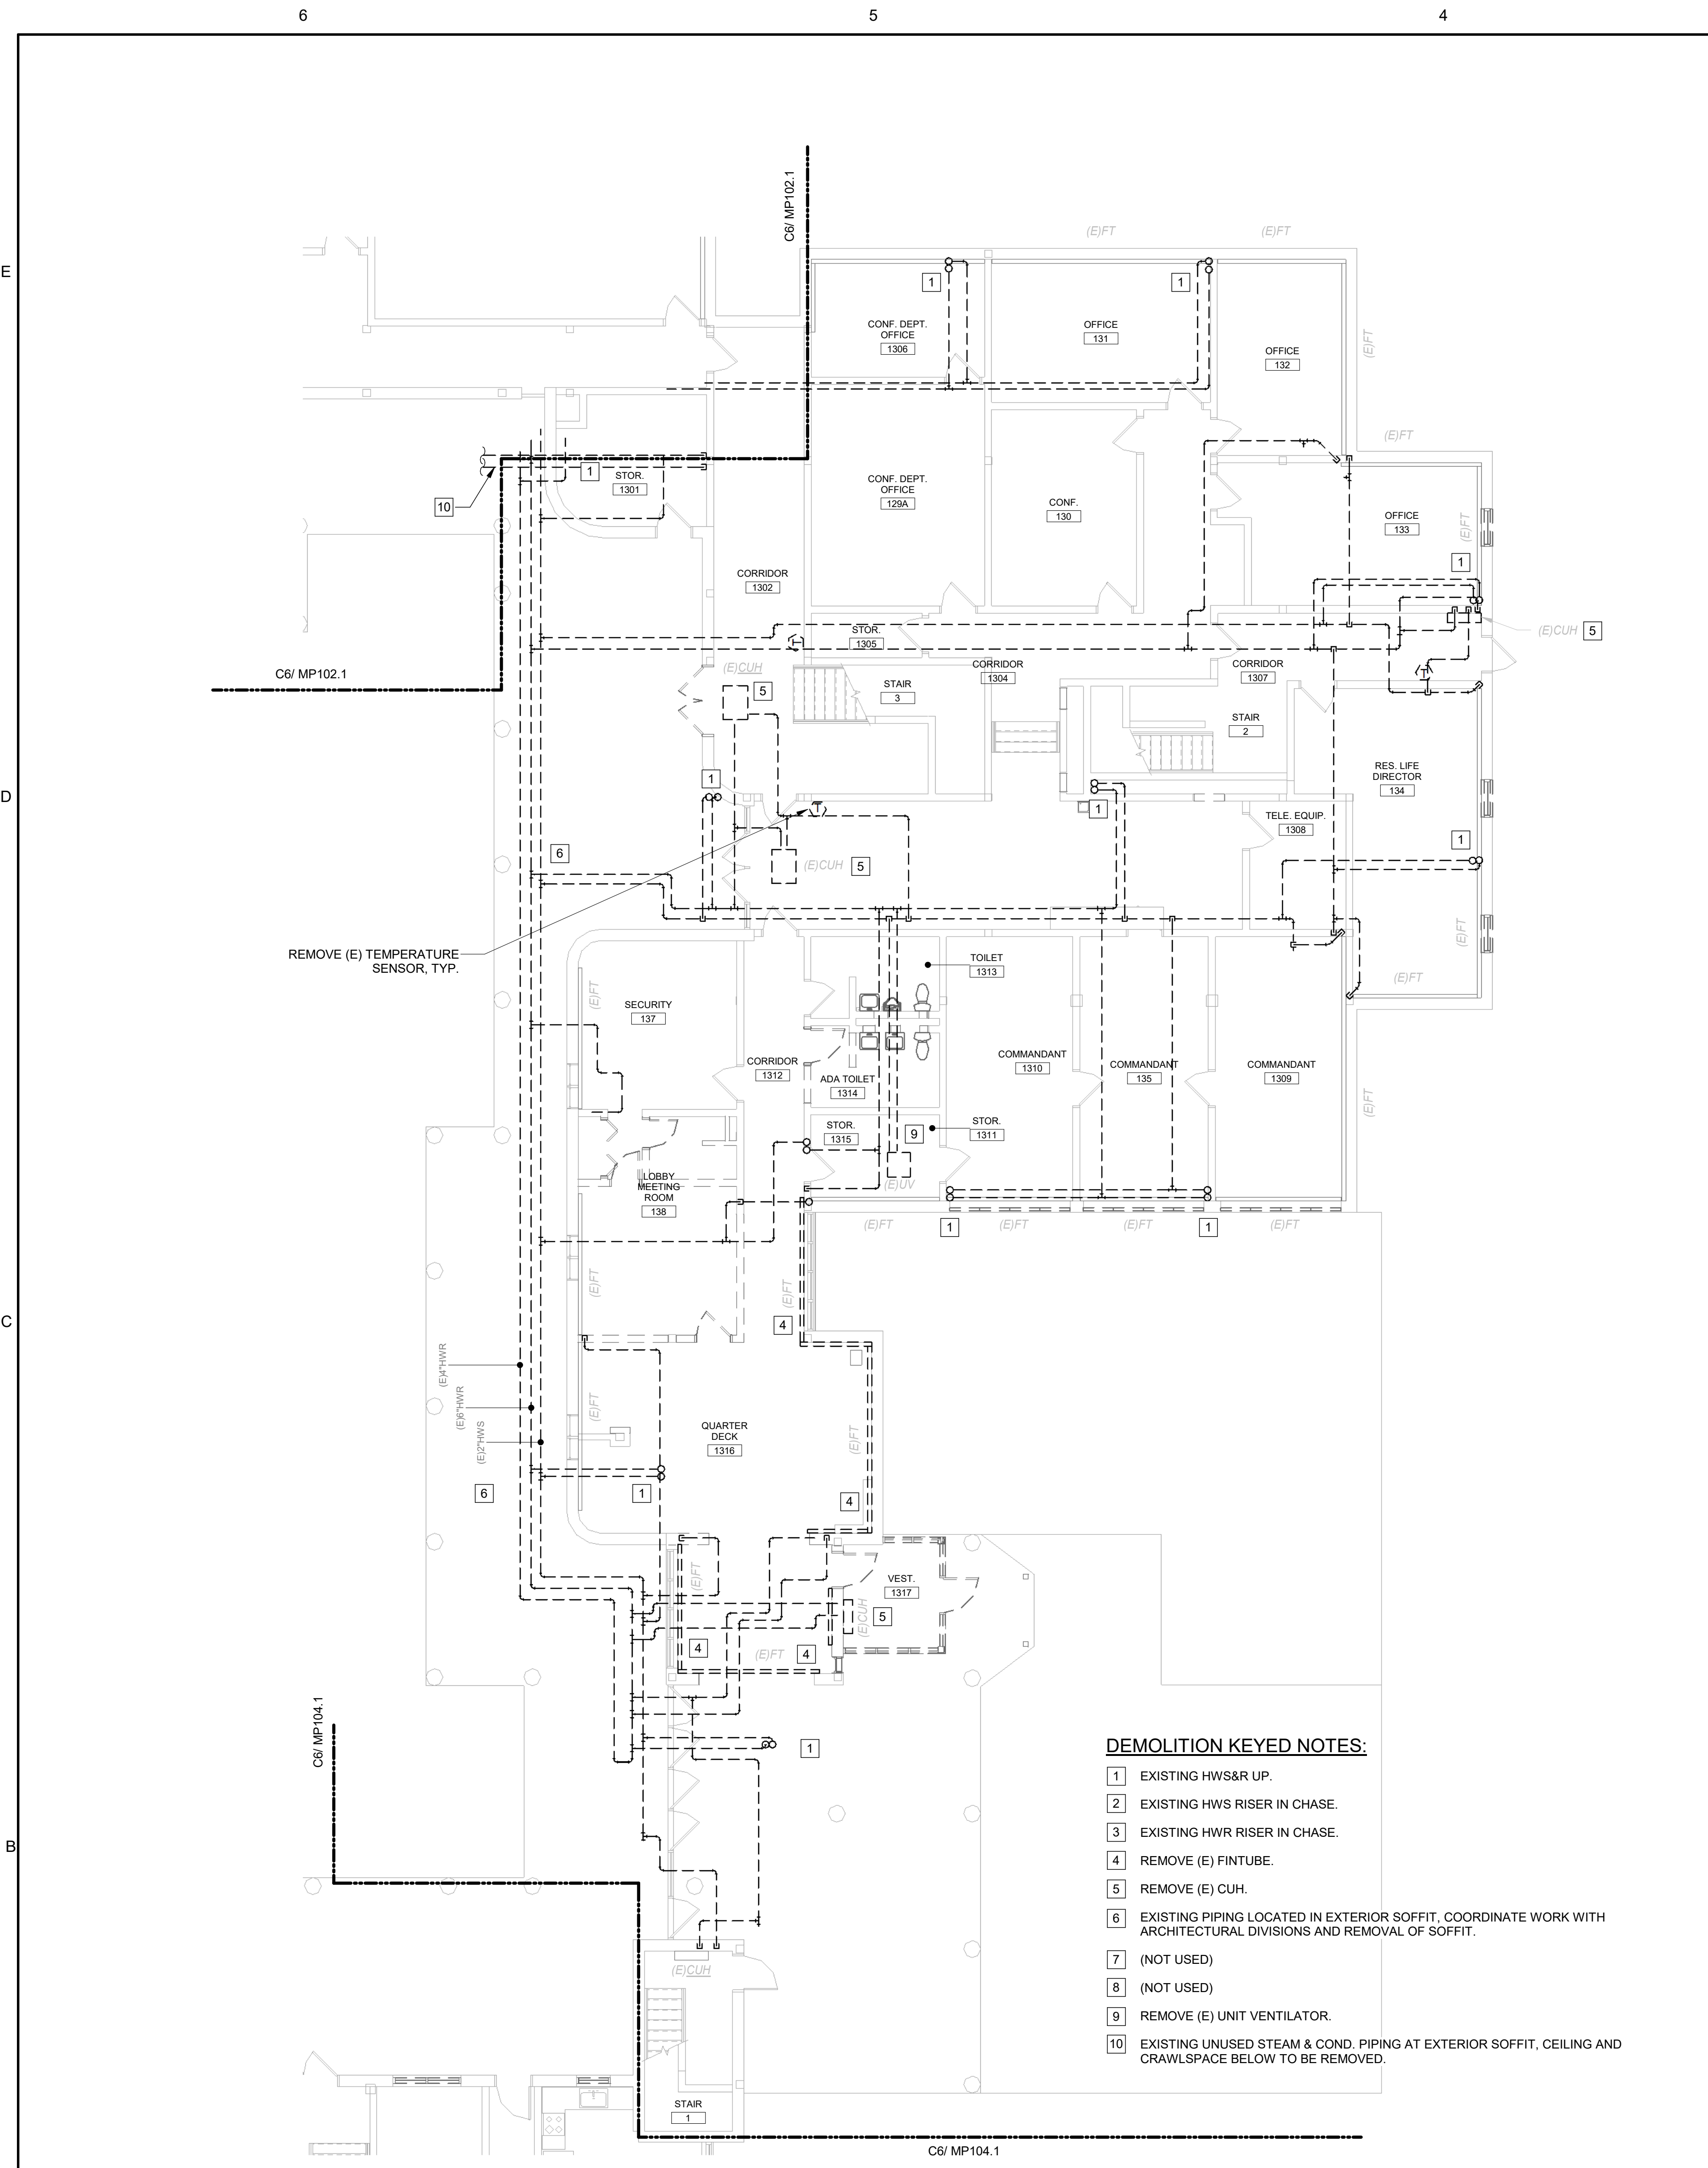 6
5
4
E
D
C
B
C6/ MP102.1
(E)FT
(E)FT
1
1
CONF. DEPT.
OFFICE
1306
OFFICE
131
OFFICE
132
(E)FT
(E)FT
1
STOR.
1301
10
CONF. DEPT.
OFFICE
129A
CONF.
130
OFFICE
133
(E)FT
1
CORRIDOR
1302
STOR.
1305
T
(E)CUH
5
C6/ MP102.1
(E)CUH
5
STAIR
3
CORRIDOR
1304
CORRIDOR
1307
T
STAIR
2
RES. LIFE
DIRECTOR
134
1
T
1
TELE. EQUIP.
1308
1
6
(E)CUH
5
REMOVE (E) TEMPERATURE
SENSOR, TYP.
(E)FT
(E)FT
TOILET
1313
(E)FT
SECURITY
137
CORRIDOR
1312
ADA TOILET
1314
COMMANDANT
1310
COMMANDANT
135
COMMANDANT
1309
(E)FT
STOR.
1315
9
STOR.
1311
(E)UV
LOBBY
MEETING
ROOM
138
(E)FT
1
(E)FT
(E)FT
1
(E)FT
(E)FT
(E)FT
4
(E)4"HWR
(E)6"HWR
(E)2"HWS
(E)FT
QUARTER
DECK
1316
(E)FT
6
1
4
(E)FT
VEST.
1317
(E)CUH
5
4
(E)FT
4
C6/ MP104.1
1
(E)CUH
STAIR
1
C6/ MP104.1
DEMOLITION KEYED NOTES:
1 EXISTING HWS&R UP.
2 EXISTING HWS RISER IN CHASE.
3 EXISTING HWR RISER IN CHASE.
4 REMOVE (E) FINTUBE.
5 REMOVE (E) CUH.
6 EXISTING PIPING LOCATED IN EXTERIOR SOFFIT, COORDINATE WORK WITH
ARCHITECTURAL DIVISIONS AND REMOVAL OF SOFFIT.
7 (NOT USED)
8 (NOT USED)
9 REMOVE (E) UNIT VENTILATOR.
10 EXISTING UNUSED STEAM & COND. PIPING AT EXTERIOR SOFFIT, CEILING AND
CRAWLSPACE BELOW TO BE REMOVED.